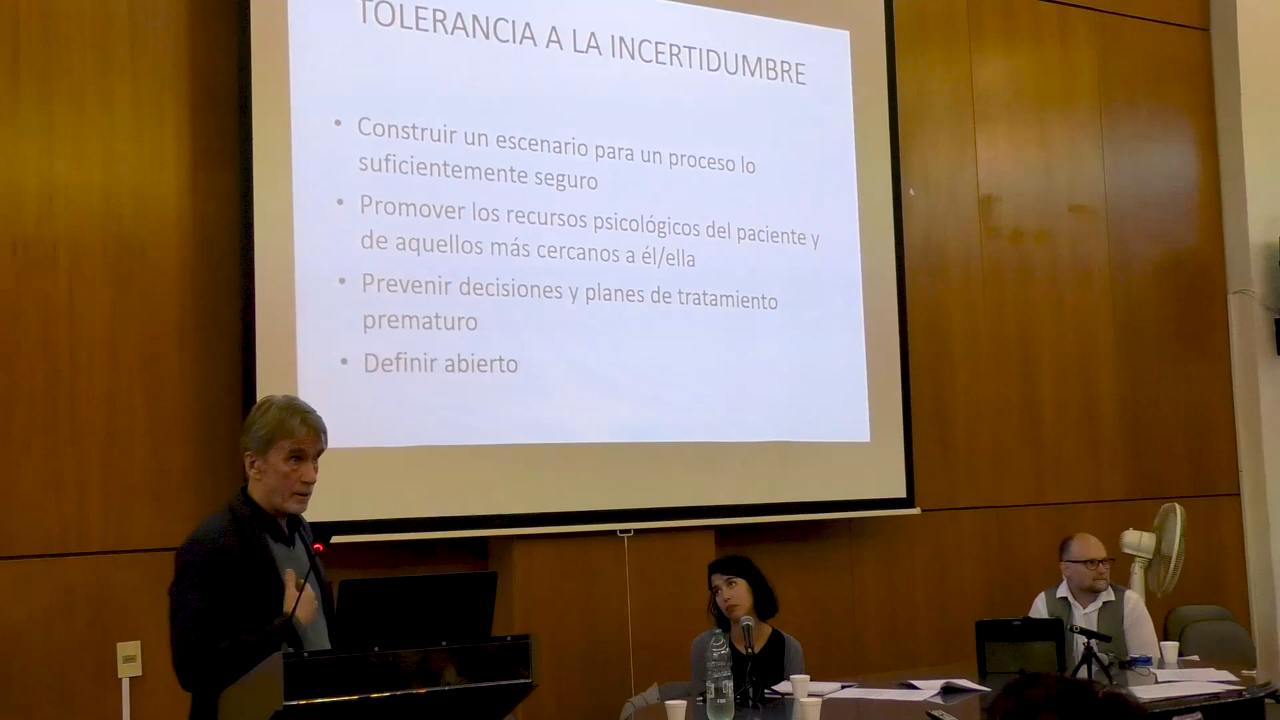 TOLERANCIA A LA INCERTIDUMBRE
• Construir un escenario para un proceso lo
suficientemente seguro
• Promover los recursos psicológicos del paciente y
de aquellos más cercanos a él/ella
• Prevenir decisiones y planes de tratamiento
prematuro
• Definir abierto